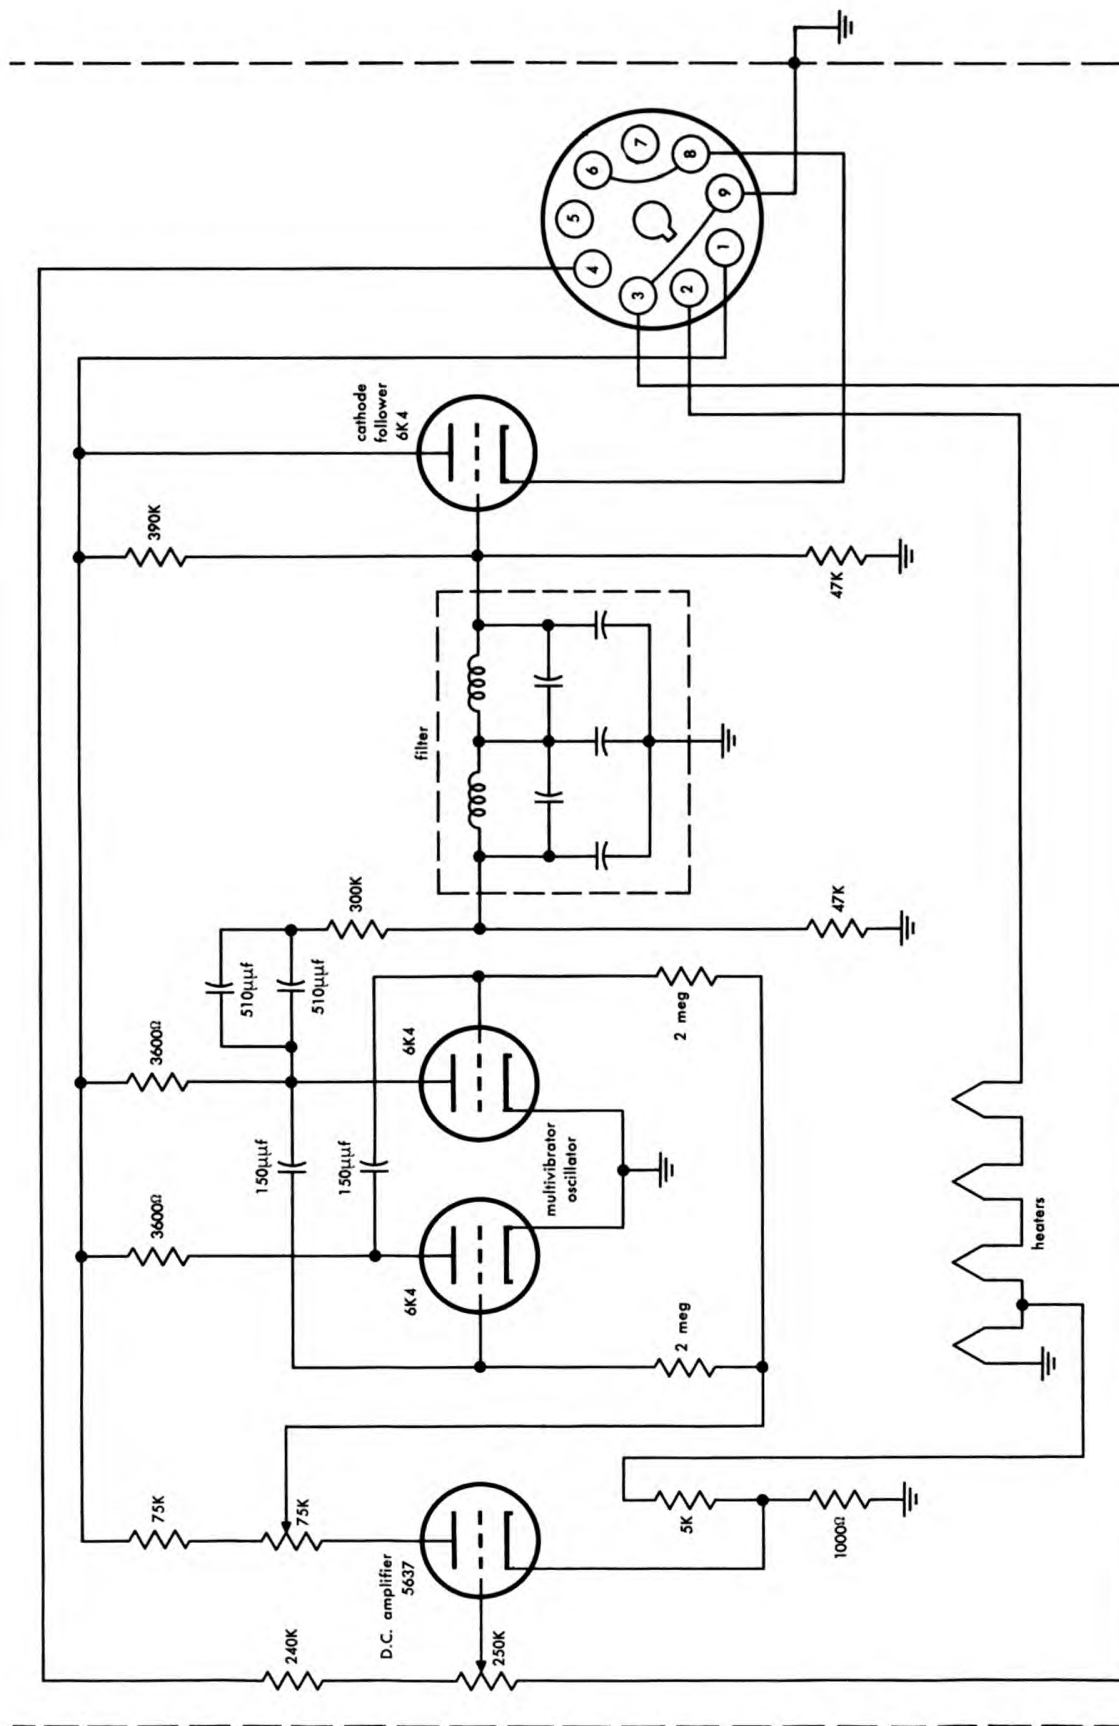 cathode
follower
6K4
390K
47K
filter
300K
47K
510μμf
510μμf
3600Ω
3600Ω
150μμf
150μμf
6K4
6K4
multivibrator
oscillator
2 meg
2 meg
75K
75K
D.C. amplifier
5637
5K
1000Ω
240K
250K
heaters
1
2
3
4
5
6
7
8
9